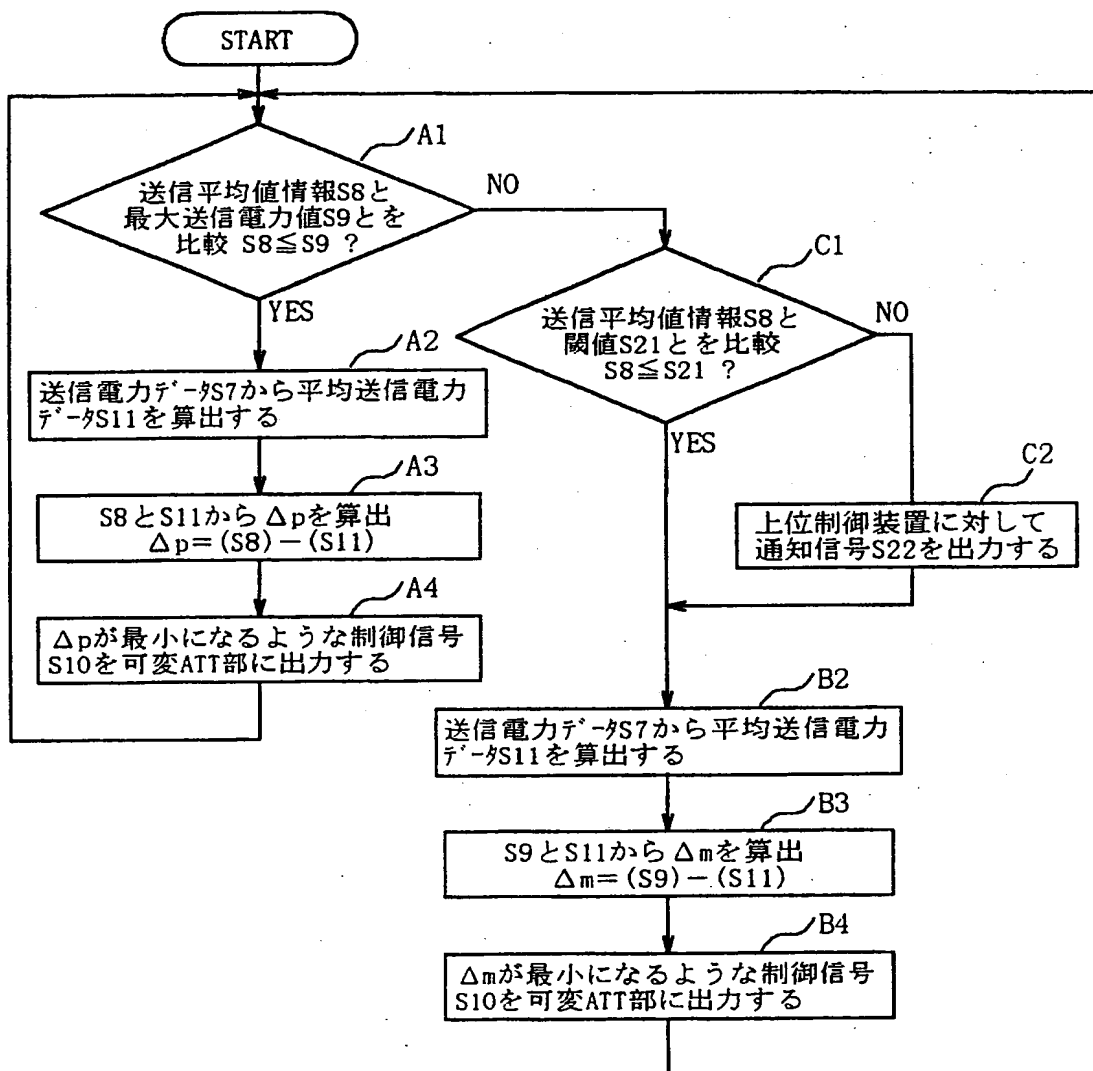 START
A1
送信平均値情報S8と
最大送信電力値S9とを
比較 S8≦S9 ?
NO
YES
C1
送信平均値情報S8と
閾値S21とを比較
S8≦S21 ?
NO
YES
A2
送信電力データS7から平均送信電力
データS11を算出する
A3
S8とS11からΔpを算出
Δp=(S8)−(S11)
A4
Δpが最小になるような制御信号
S10を可変ATT部に出力する
C2
上位制御装置に対して
通知信号S22を出力する
B2
送信電力データS7から平均送信電力
データS11を算出する
B3
S9とS11からΔmを算出
Δm=(S9)−(S11)
B4
Δmが最小になるような制御信号
S10を可変ATT部に出力する